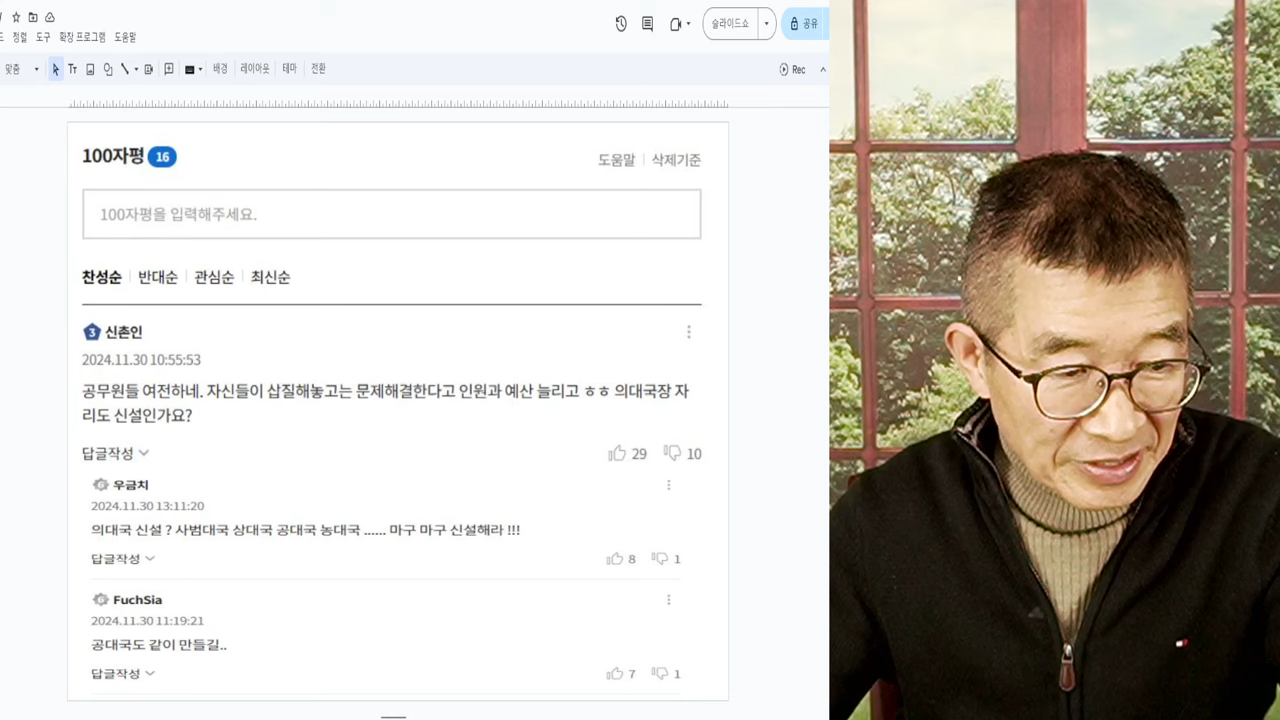 정렬 도구 확장 프로그램 도움말
슬라이드쇼
공유
맞춤
배경 레이아웃 테마 전환
Rec
100자평 16
도움말 삭제기준
100자평을 입력해주세요.
찬성순 반대순 관심순 최신순
3 신촌인
2024.11.30 10:55:53
공무원들 여전하네. 자신들이 삽질해놓고는 문제해결한다고 인원과 예산 늘리고 ㅎㅎ 의대국장 자
리도 신설인가요?
답글작성 29 10
6 우금치
2024.11.30 13:11:20
의대국 신설 ? 사범대국 상대국 공대국 농대국 ...... 마구 마구 신설해라 !!!
답글작성 8 1
6 FuchSia
2024.11.30 11:19:21
공대국도 같이 만들길..
답글작성 7 1